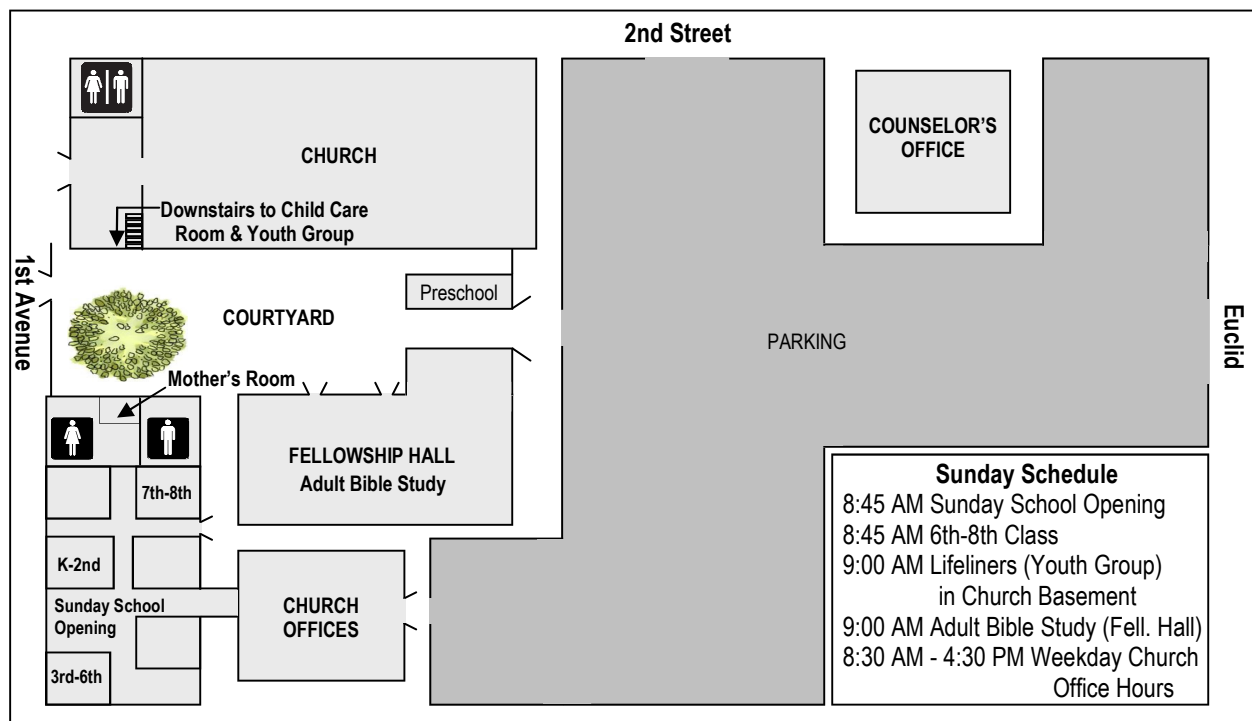 2nd Street
COUNSELOR'S
OFFICE
CHURCH
Downstairs to Child Care
Room & Youth Group
1st Avenue
Preschool
COURTYARD
PARKING
Euclid
Mother's Room
FELLOWSHIP HALL
Adult Bible Study
7th-8th
K-2nd
Sunday School
Opening
3rd-6th
CHURCH
OFFICES
Sunday Schedule
8:45 AM Sunday School Opening
8:45 AM 6th-8th Class
9:00 AM Lifeliners (Youth Group)
in Church Basement
9:00 AM Adult Bible Study (Fell. Hall)
8:30 AM - 4:30 PM Weekday Church
Office Hours